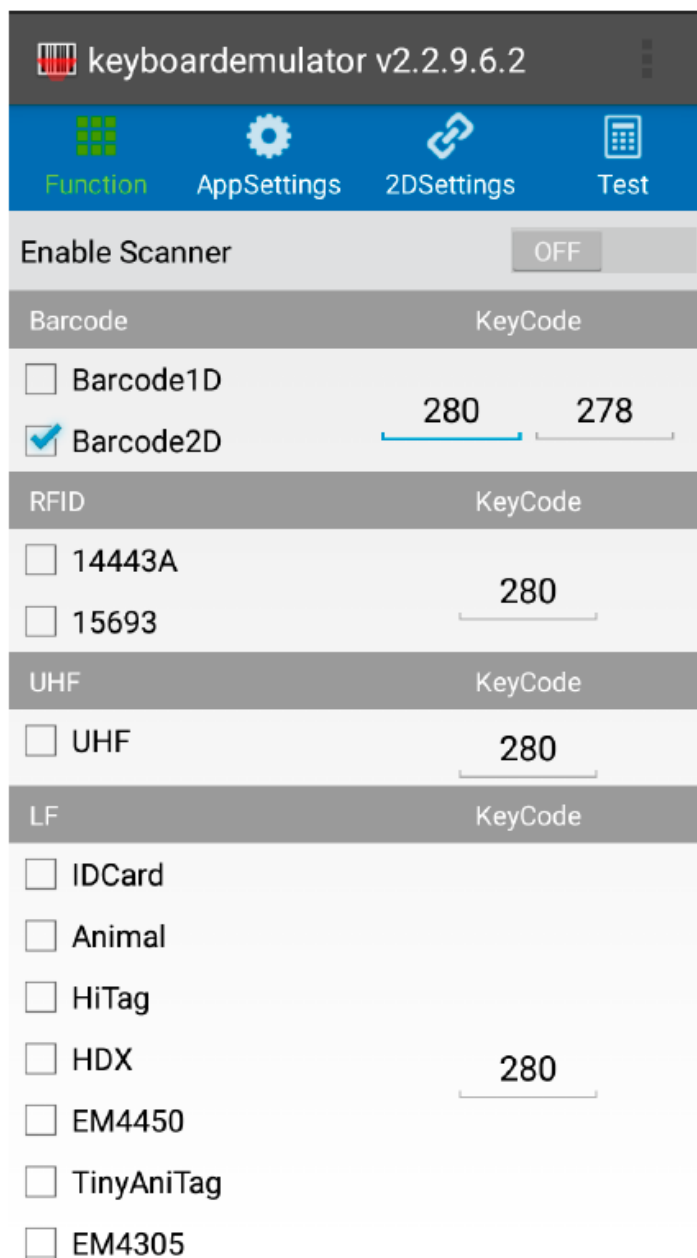 keyboardemulator v2.2.9.6.2
Function AppSettings 2DSettings Test
Enable Scanner OFF
Barcode KeyCode
Barcode1D
280 278
Barcode2D
RFID KeyCode
14443A
280
15693
UHF KeyCode
UHF 280
LF KeyCode
IDCard
Animal
HiTag
HDX 280
EM4450
TinyAniTag
EM4305